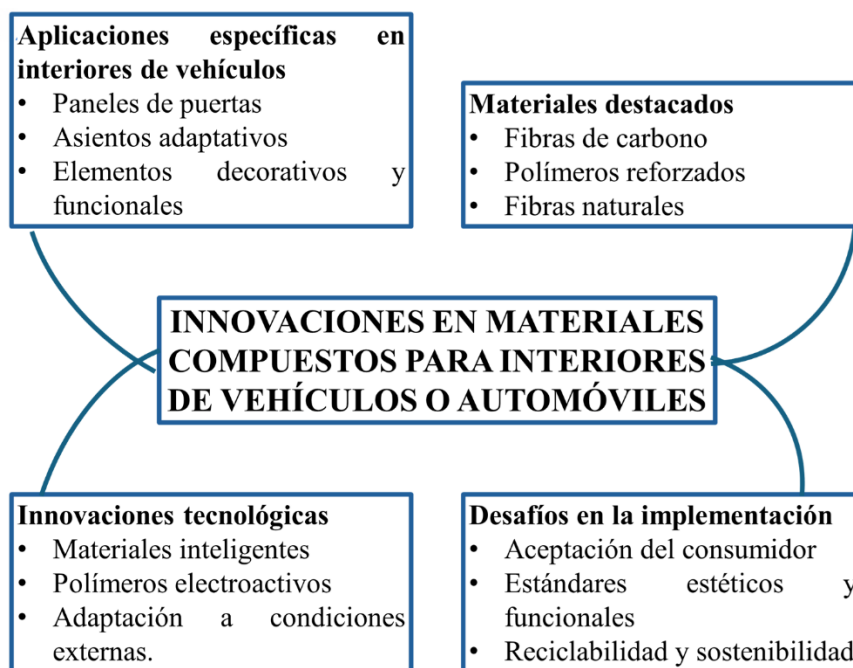 Aplicaciones específicas en
interiores de vehículos
• Paneles de puertas
• Asientos adaptativos
• Elementos decorativos y
funcionales
Materiales destacados
• Fibras de carbono
• Polímeros reforzados
• Fibras naturales
INNOVACIONES EN MATERIALES
COMPUESTOS PARA INTERIORES
DE VEHÍCULOS O AUTOMÓVILES
Innovaciones tecnológicas
• Materiales inteligentes
• Polímeros electroactivos
• Adaptación a condiciones
externas.
Desafíos en la implementación
• Aceptación del consumidor
• Estándares estéticos y
funcionales
• Reciclabilidad y sostenibilidad